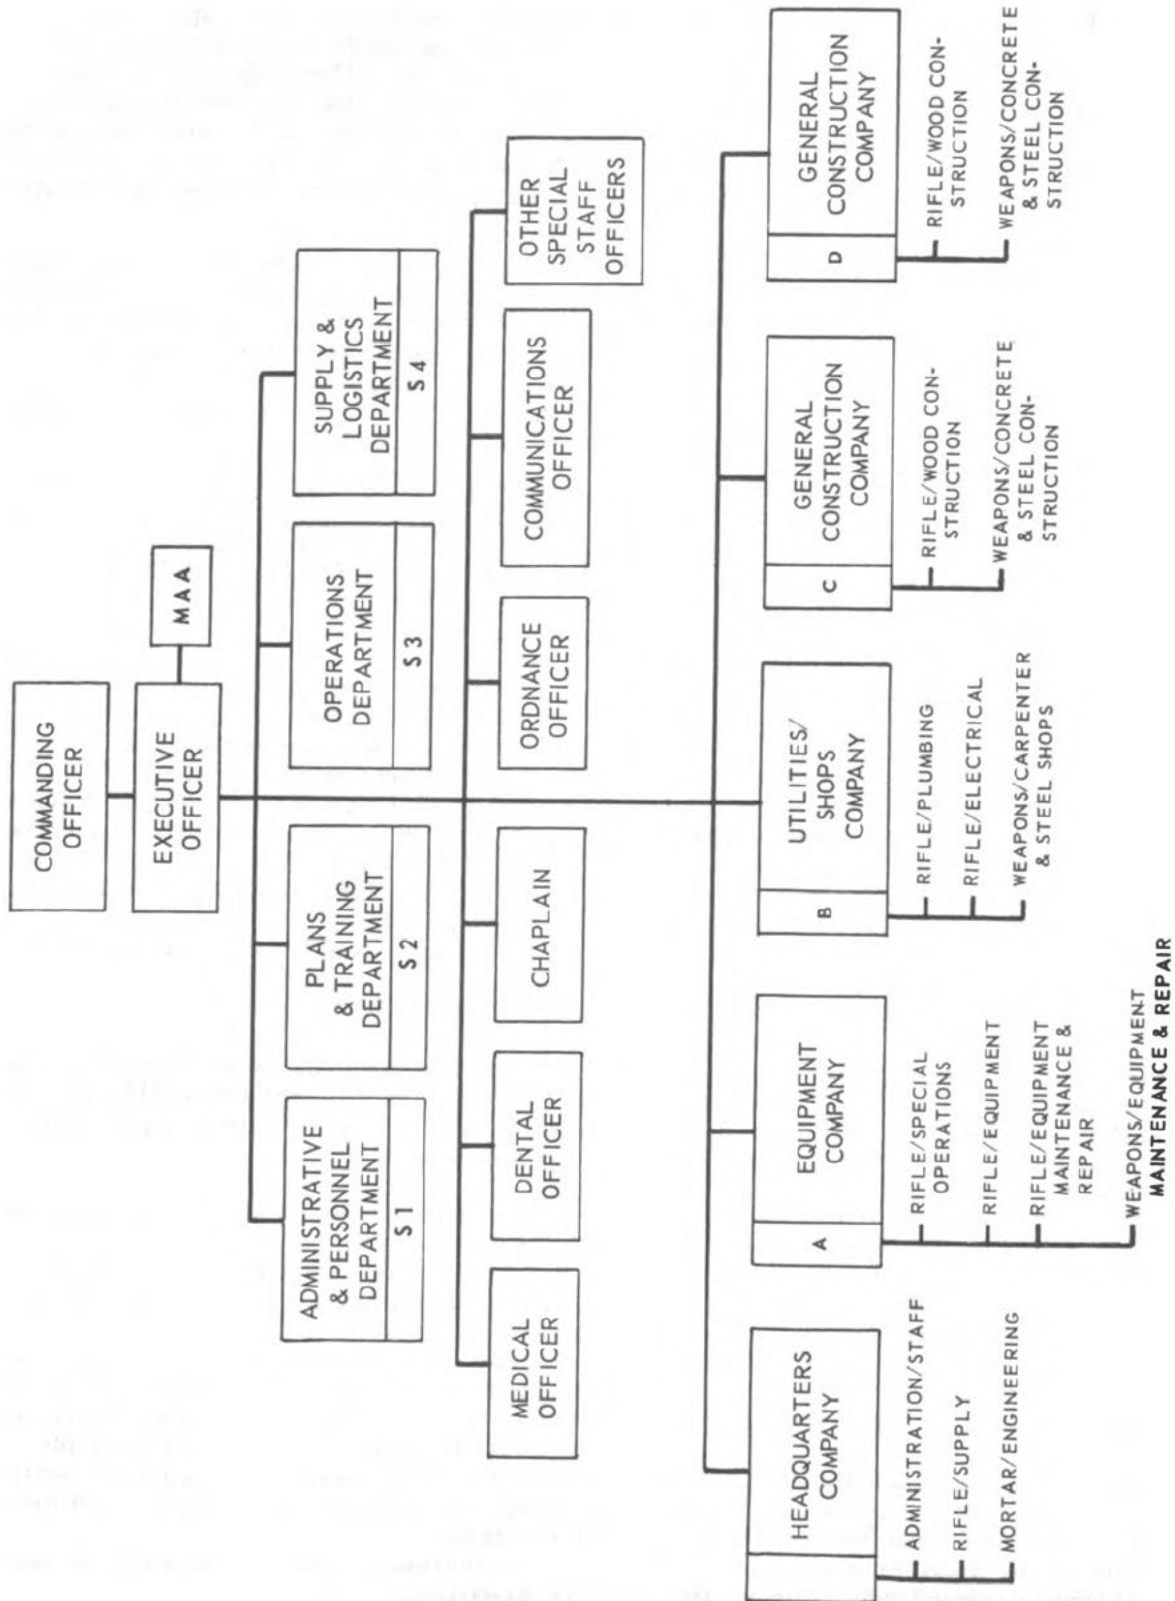 COMMANDING
OFFICER
EXECUTIVE
OFFICER
MAA
ADMINISTRATIVE
& PERSONNEL
DEPARTMENT
S1
PLANS
& TRAINING
DEPARTMENT
S2
OPERATIONS
DEPARTMENT
S3
SUPPLY &
LOGISTICS
DEPARTMENT
S4
MEDICAL
OFFICER
DENTAL
OFFICER
CHAPLAIN
ORDNANCE
OFFICER
COMMUNICATIONS
OFFICER
OTHER
SPECIAL
STAFF
OFFICERS
HEADQUARTERS
COMPANY
ADMINISTRATION/STAFF
RIFLE/SUPPLY
MORTAR/ENGINEERING
A
EQUIPMENT
COMPANY
RIFLE/SPECIAL
OPERATIONS
RIFLE/EQUIPMENT
RIFLE/EQUIPMENT
MAINTENANCE &
REPAIR
WEAPONS/EQUIPMENT
MAINTENANCE & REPAIR
B
UTILITIES/
SHOPS
COMPANY
RIFLE/PLUMBING
RIFLE/ELECTRICAL
WEAPONS/CARPENTER
& STEEL SHOPS
C
GENERAL
CONSTRUCTION
COMPANY
RIFLE/WOOD CON-
STRUCTION
WEAPONS/CONCRETE
& STEEL CON-
STRUCTION
D
GENERAL
CONSTRUCTION
COMPANY
RIFLE/WOOD CON-
STRUCTION
WEAPONS/CONCRETE
& STEEL CON-
STRUCTION